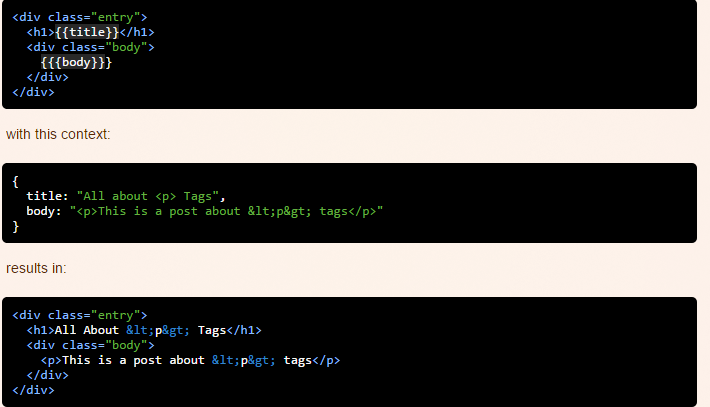 <div class="entry">
<h1>{{title}}</h1>
<div class="body">
{{{body}}}
</div>
</div>
with this context:
{
title: "All about <p> Tags",
body: "<p>This is a post about &lt;p&gt; tags</p>"
}
results in:
<div class="entry">
<h1>All About &lt;p&gt; Tags</h1>
<div class="body">
<p>This is a post about &lt;p&gt; tags</p>
</div>
</div>